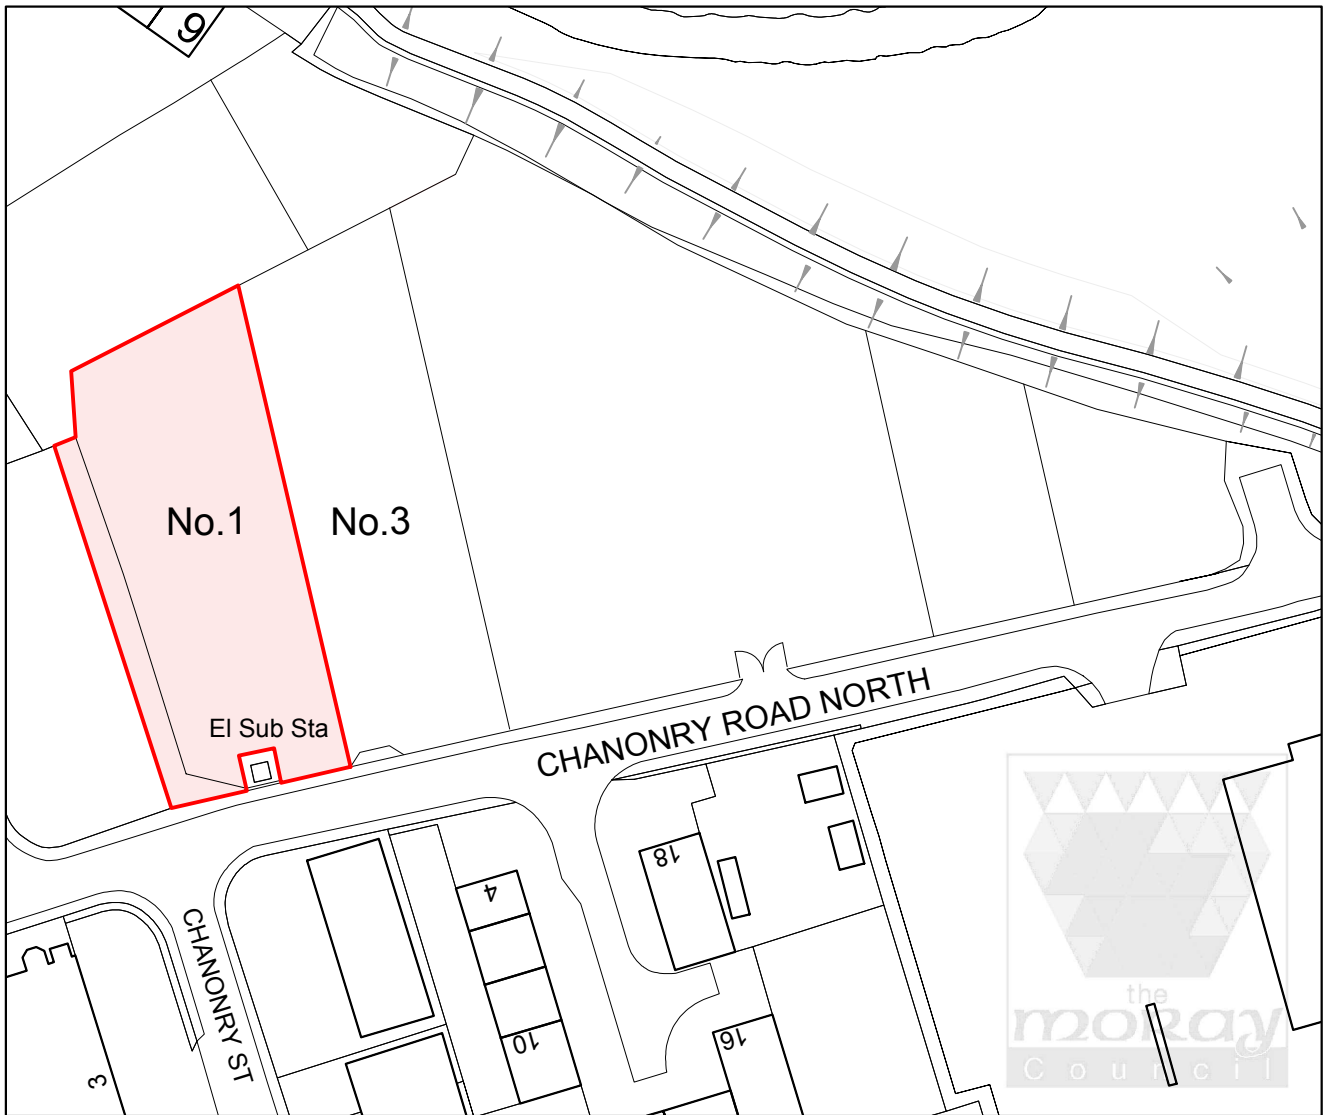 9
No.1
No.3
El Sub Sta
CHANONRY ROAD NORTH
18
4
CHANONRY ST
10
16
3
the
moray
Council